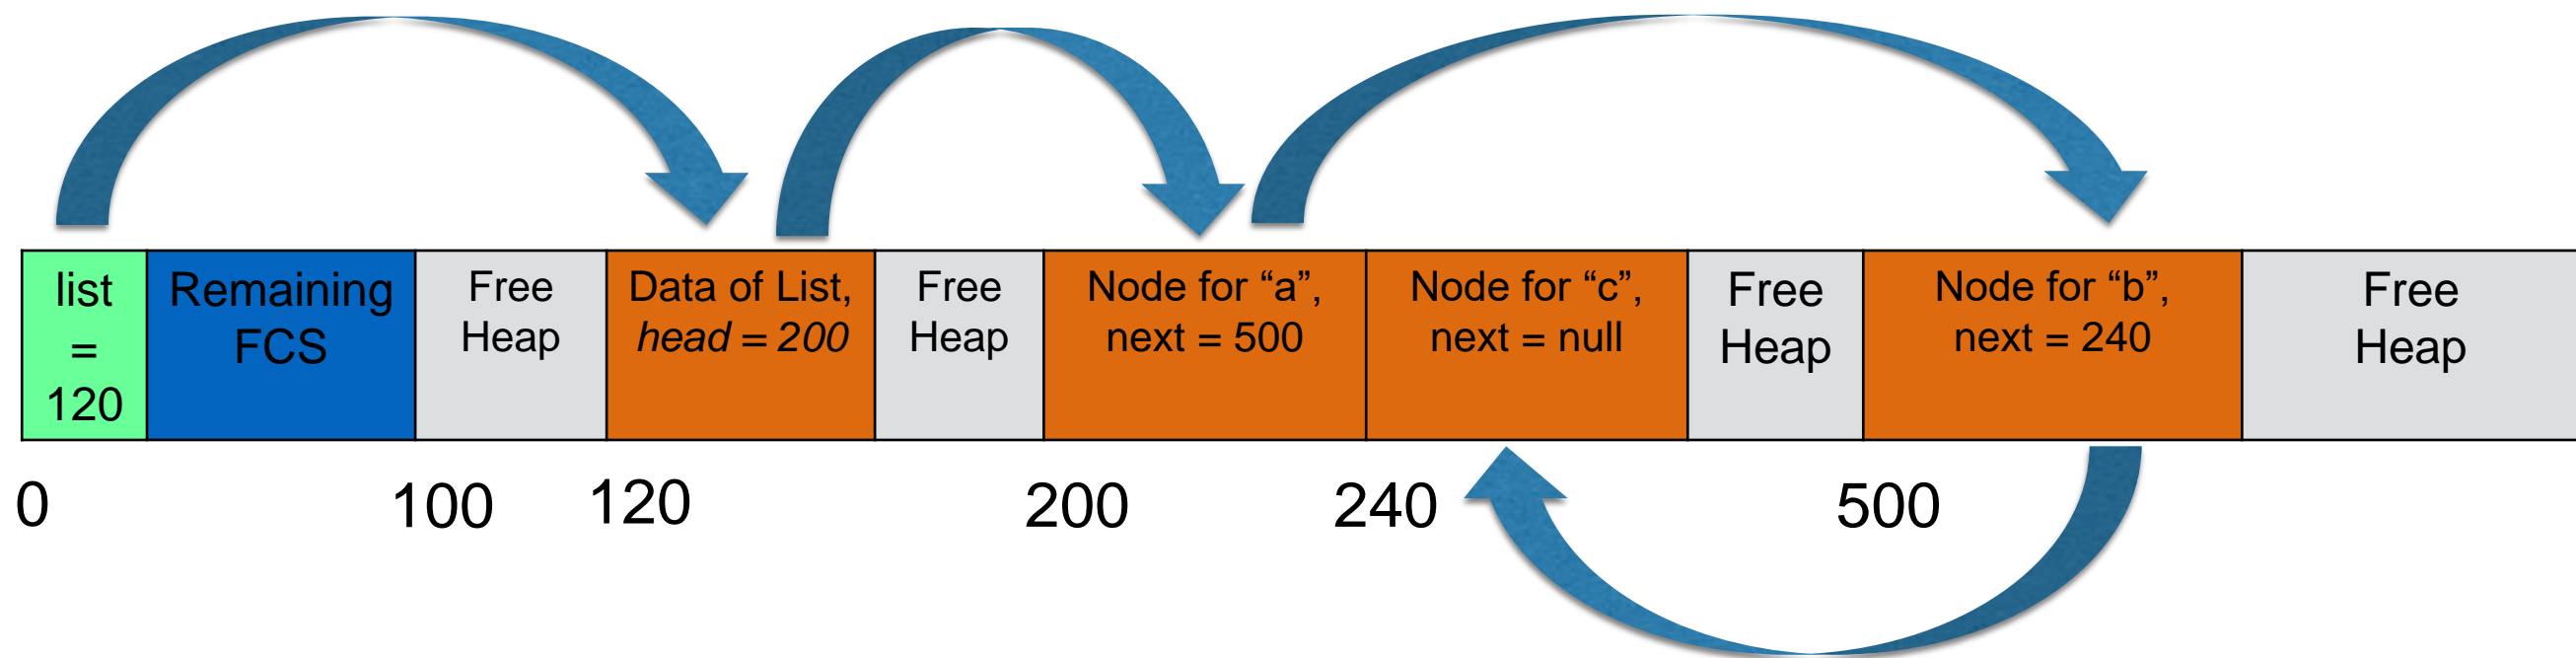 list
=
120
Remaining
FCS
Free
Heap
Data of List,
head = 200
Free
Heap
Node for “a”,
next = 500
Node for “c”,
next = null
Free
Heap
Node for “b”,
next = 240
Free
Heap
0
100
120
200
240
500